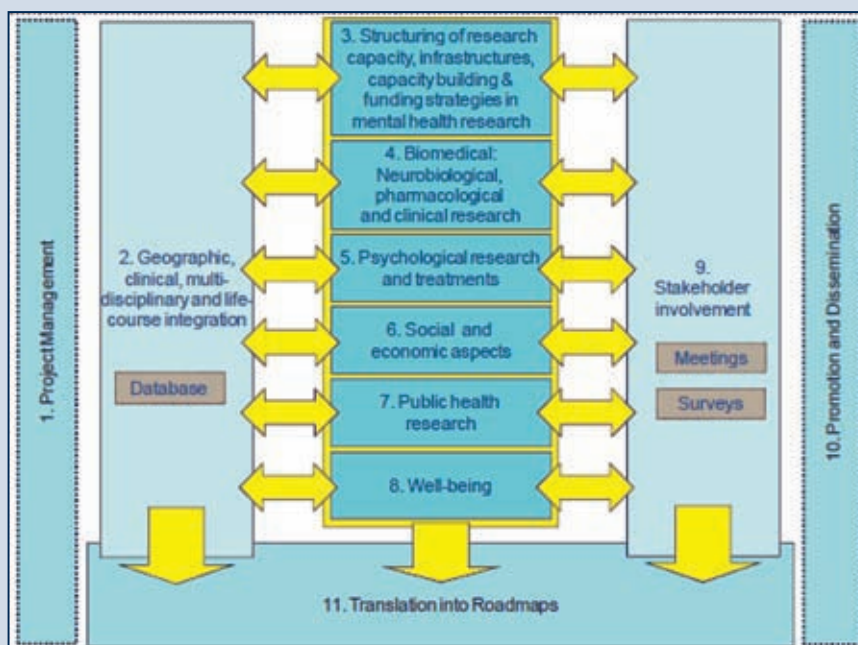 1. Project Management
2. Geographic,
clinical, multi-
disciplinary and life-
course integration
Database
3. Structuring of research
capacity, infrastructures,
capacity building &
funding strategies in
mental health research
4. Biomedical:
Neurobiological,
pharmacological
and clinical research
5. Psychological research
and treatments
6. Social and
economic aspects
7. Public health
research
8. Well-being
9.
Stakeholder
involvement
Meetings
Surveys
10. Promotion and Dissemination
11. Translation into Roadmaps